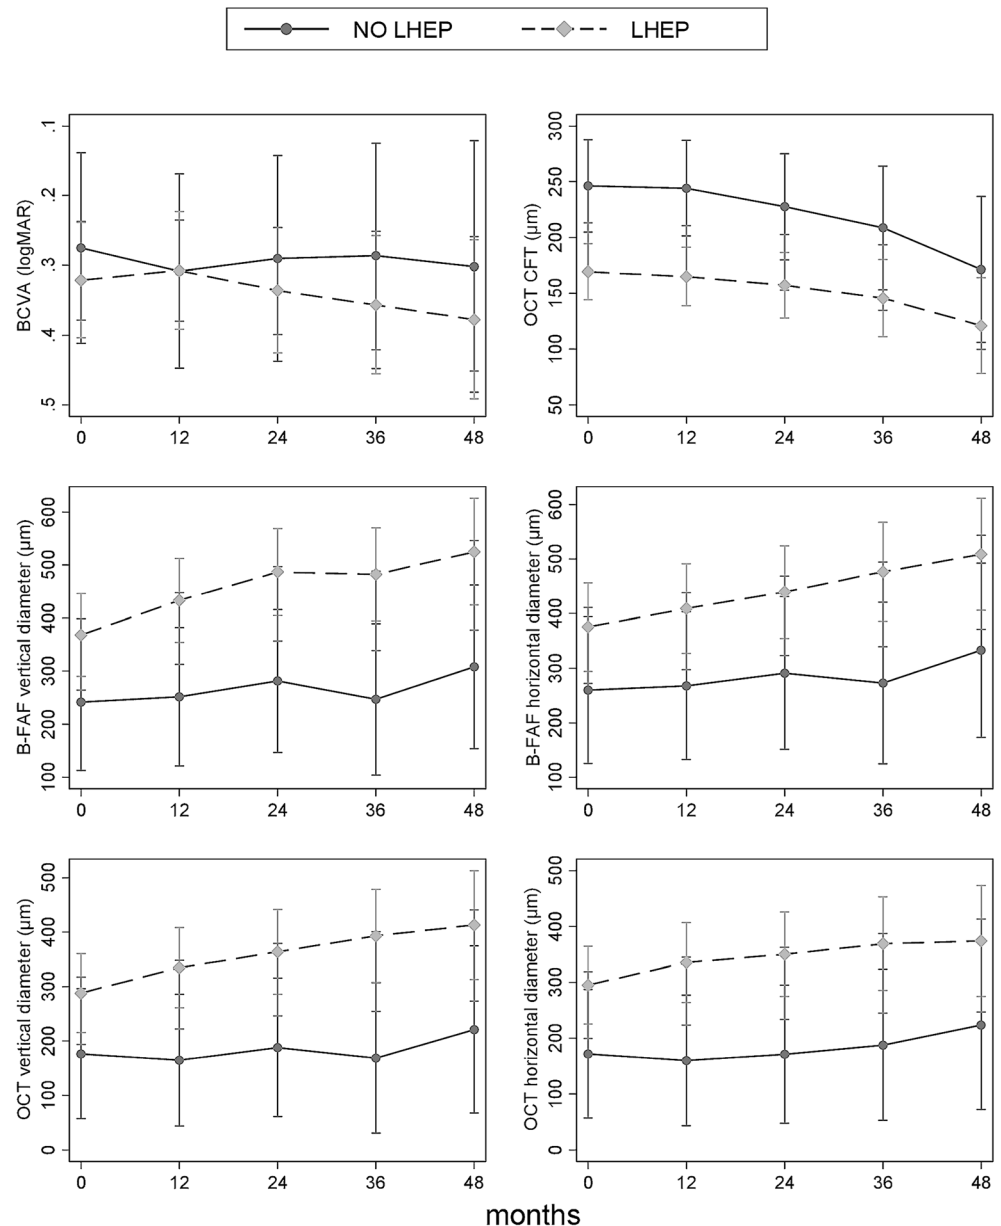 NO LHEP LHEP
BCVA (logMAR)
.1
.2
.3
.4
.5
0 12 24 36 48
OCT CFT (μm)
300
250
200
150
100
50
0 12 24 36 48
B-FAF vertical diameter (μm)
600
500
400
300
200
100
0 12 24 36 48
B-FAF horizontal diameter (μm)
600
500
400
300
200
100
0 12 24 36 48
OCT vertical diameter (μm)
500
400
300
200
100
0
0 12 24 36 48
OCT horizontal diameter (μm)
500
400
300
200
100
0
0 12 24 36 48
months